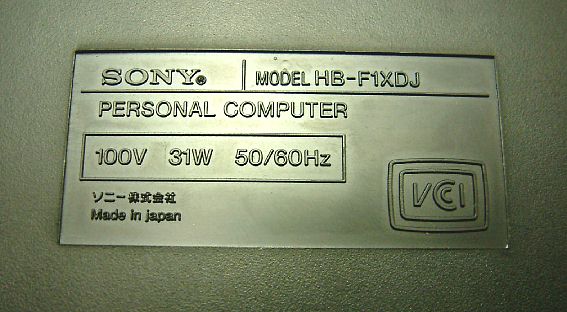 SONY® MODEL HB-F1XDJ
PERSONAL COMPUTER
100V 31W 50/60Hz
ソニー株式会社
Made in japan
VCCI